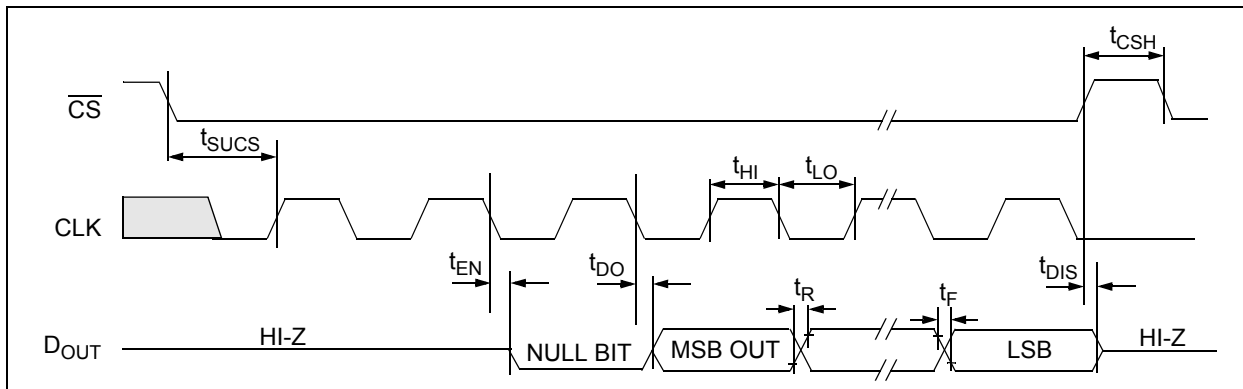 tCSH
CS
tSUCS
tHI
tLO
CLK
tEN
tDO
tR
tF
tDIS
DOUT
HI-Z
NULL BIT
MSB OUT
LSB
HI-Z